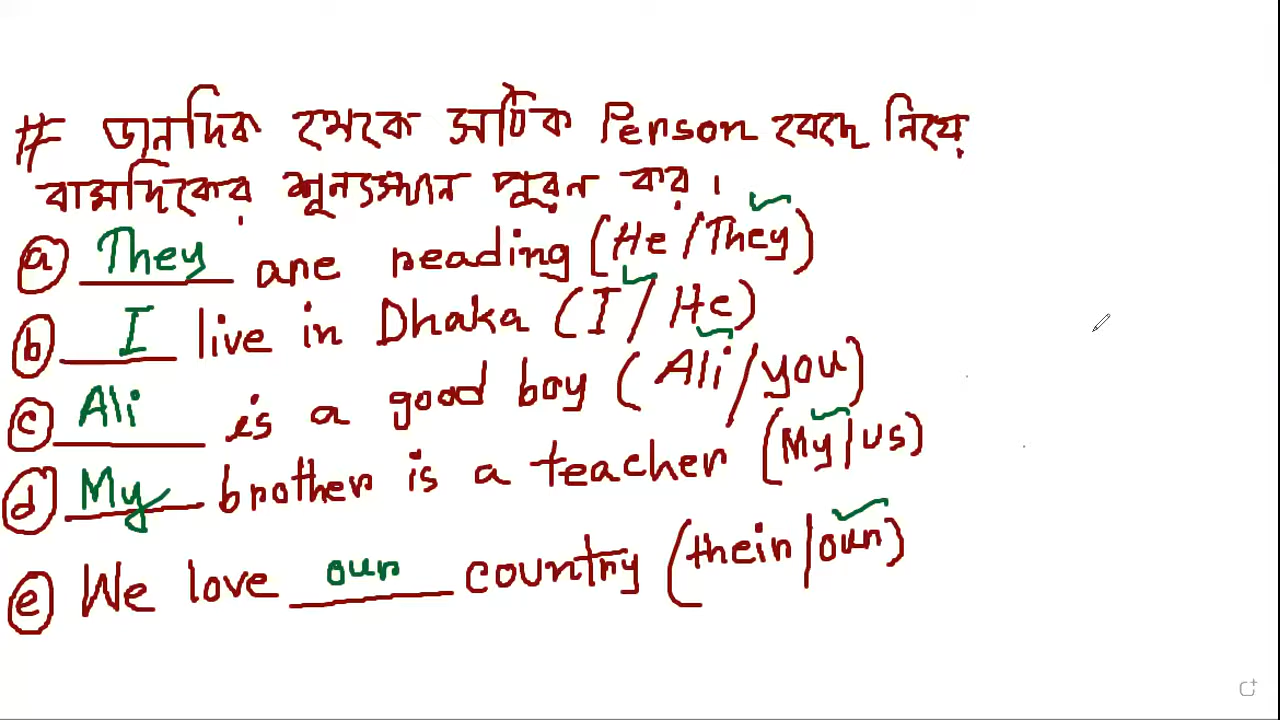 # ডানদিক থেকে সঠিক Person বেছে নিয়ে
বামদিকের শূন্যস্থান পূরন কর।
a) They are reading (He/They)
b) I live in Dhaka (I/He)
c) Ali is a good boy (Ali/you)
d) My brother is a teacher (My/us)
e) We love our country (their/our)